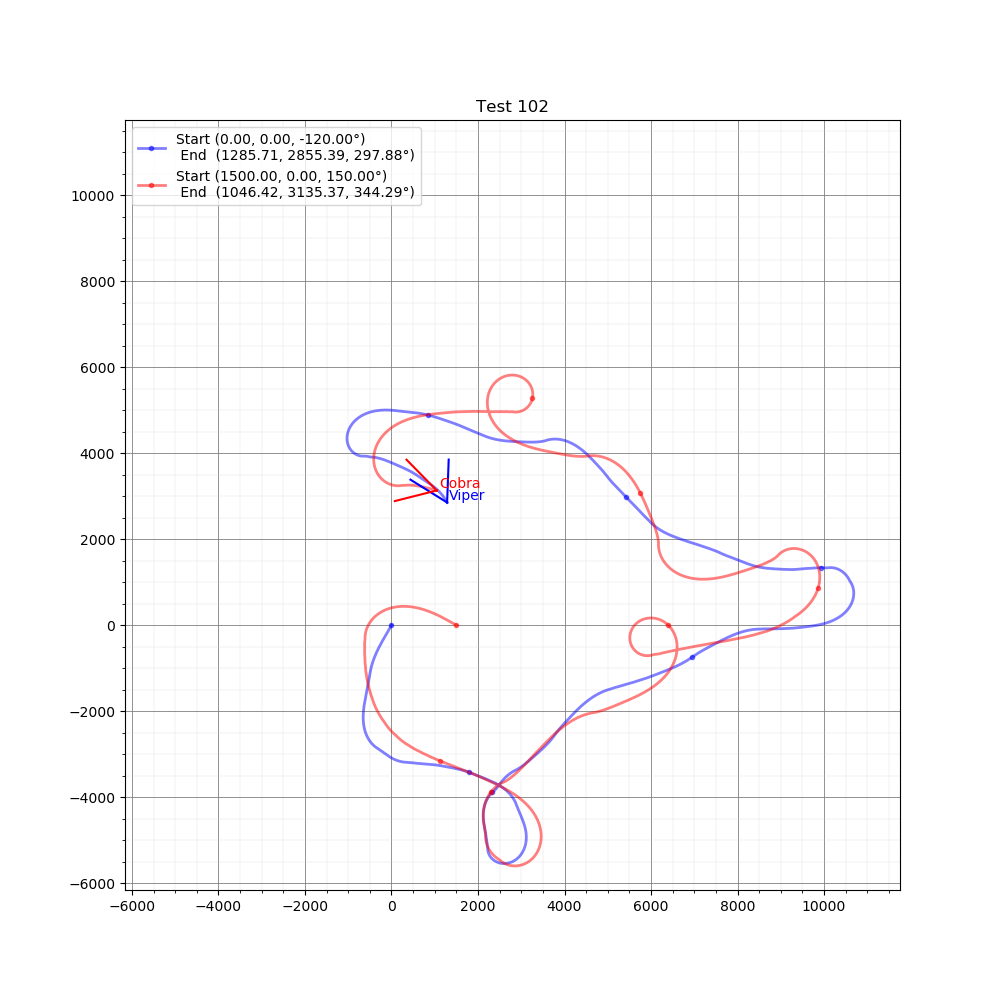 Test 102
Start (0.00, 0.00, -120.00°)
End (1285.71, 2855.39, 297.88°)
Start (1500.00, 0.00, 150.00°)
End (1046.42, 3135.37, 344.29°)
10000
8000
6000
4000
2000
0
−2000
−4000
−6000
Cobra
Viper
−6000 −4000 −2000 0 2000 4000 6000 8000 10000